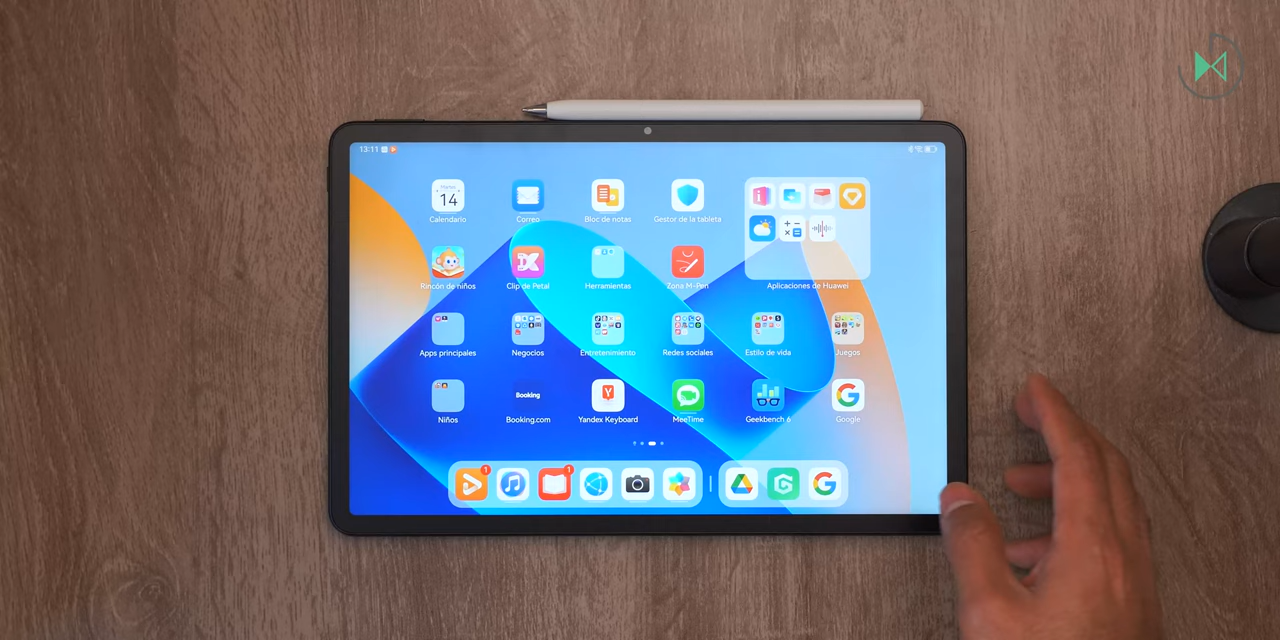 13:11
Martes
14
Calendario
Correo
Bloc de notas
Gestor de la tableta
Rincón de niños
Clip de Petal
Herramientas
Zona M-Pen
Aplicaciones de Huawei
Apps principales
Negocios
Entretenimiento
Redes sociales
Estilo de vida
Juegos
Niños
Booking
Booking.com
Yandex Keyboard
MeeTime
Geekbench 6
Google
1
1